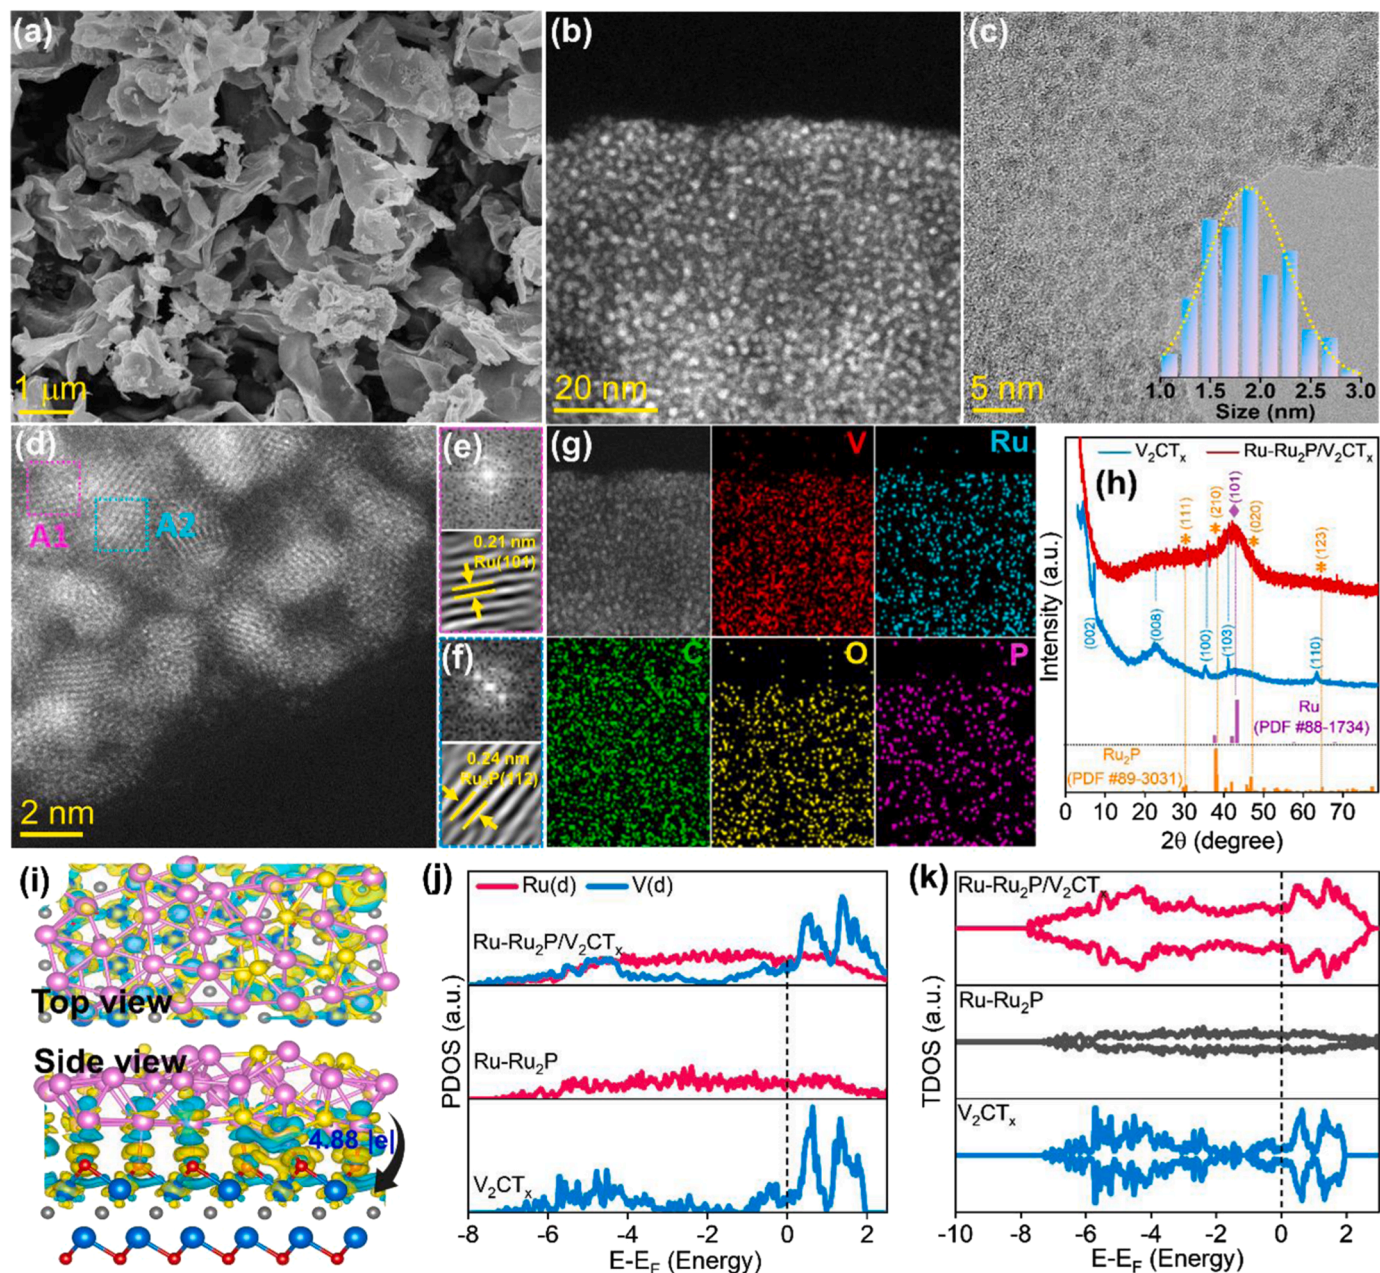 (a)
1 μm
(b)
20 nm
(c)
1.0 1.5 2.0 2.5 3.0
Size (nm)
5 nm
(d)
A1
A2
2 nm
(e)
0.21 nm
Ru(101)
(f)
0.24 nm
Ru₂P(112)
(g)
V
Ru
C
O
P
(h)
V₂CTₓ
Ru-Ru₂P/V₂CTₓ
(111)
(210)
(101)
(020)
(123)
(002)
(008)
(100)
(103)
(110)
Ru
(PDF #88-1734)
Ru₂P
(PDF #89-3031)
Intensity (a.u.)
0 10 20 30 40 50 60 70
2θ (degree)
(i)
Top view
Side view
4.88 |e|
(j)
Ru(d)
V(d)
Ru-Ru₂P/V₂CTₓ
Ru-Ru₂P
V₂CTₓ
PDOS (a.u.)
-8 -6 -4 -2 0 2
E-E_F (Energy)
(k)
Ru-Ru₂P/V₂CTₓ
Ru-Ru₂P
V₂CTₓ
TDOS (a.u.)
-10 -8 -6 -4 -2 0 2
E-E_F (Energy)